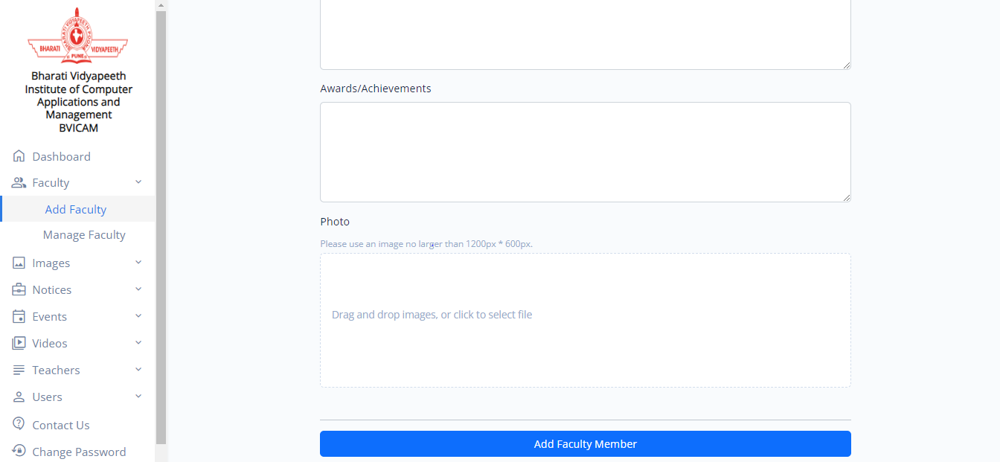 BHARATI VIDYAPEETH
PUNE
Bharati Vidyapeeth
Institute of Computer
Applications and
Management
BVICAM
Dashboard
Faculty
Add Faculty
Manage Faculty
Images
Notices
Events
Videos
Teachers
Users
Contact Us
Change Password
Awards/Achievements
Photo
Please use an image no larger than 1200px * 600px.
Drag and drop images, or click to select file
Add Faculty Member